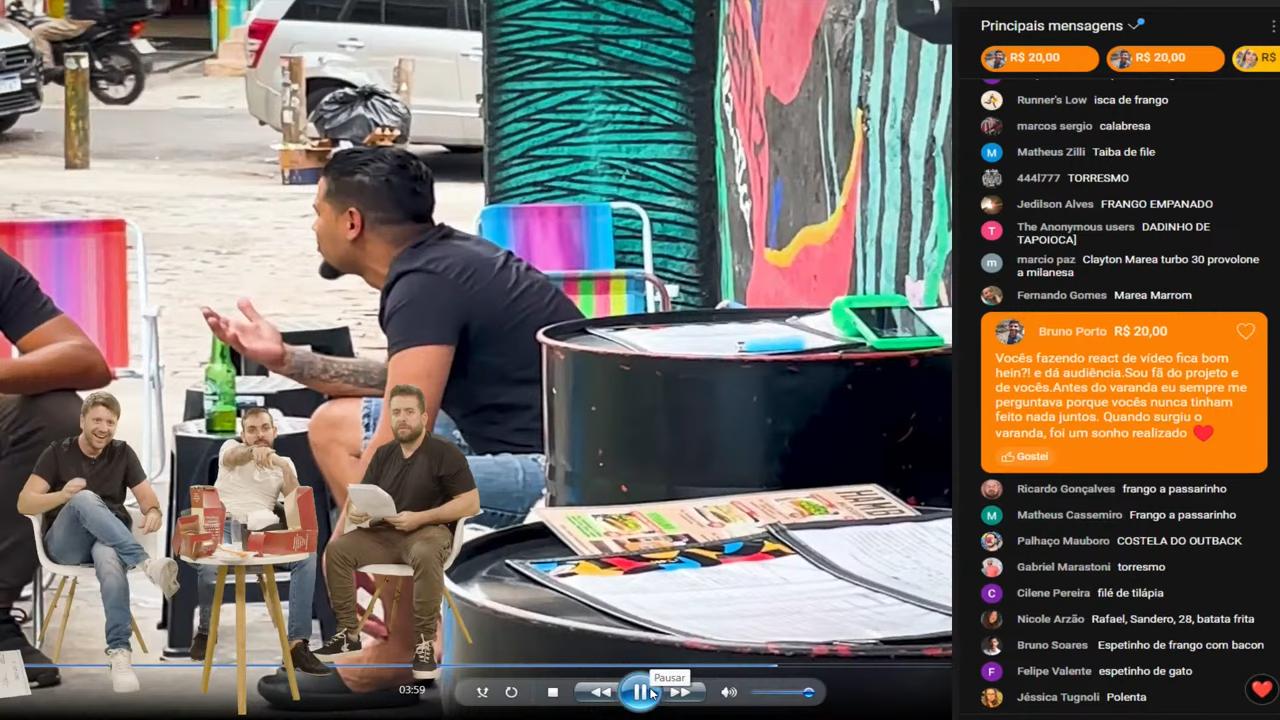 Principais mensagens
R$ 20,00
R$ 20,00
R$
Runner's Low isca de frango
marcos sergio calabresa
Matheus Zilli Taiba de file
444l777 TORRESMO
Jedilson Alves FRANGO EMPANADO
The Anonymous users DADINHO DE
TAPOIOCA]
marcio paz Clayton Marea turbo 30 provolone
a milanesa
Fernando Gomes Marea Marrom
Bruno Porto R$ 20,00
Vocês fazendo react de vídeo fica bom
hein?! e dá audiência.Sou fã do projeto e
de vocês.Antes do varanda eu sempre me
perguntava porque vocês nunca tinham
feito nada juntos. Quando surgiu o
varanda, foi um sonho realizado
Gostei
Ricardo Gonçalves frango a passarinho
Matheus Cassemiro Frango a passarinho
Palhaço Mauboro COSTELA DO OUTBACK
Gabriel Marastoni torresmo
Cilene Pereira filé de tilápia
Nicole Arzão Rafael, Sandero, 28, batata frita
Bruno Soares Espetinho de frango com bacon
Felipe Valente espetinho de gato
Jéssica Tugnoli Polenta
Pausar
03:59